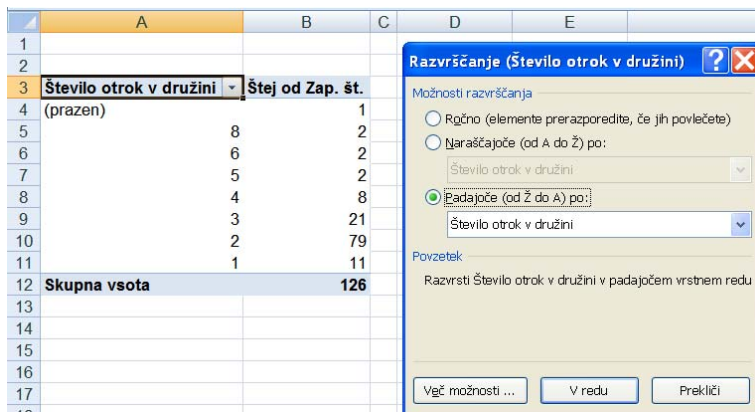 A B C D E
1
2
3 Število otrok v družini Štej od Zap. št.
4 (prazen) 1
5 8 2
6 6 2
7 5 2
8 4 8
9 3 21
10 2 79
11 1 11
12 Skupna vsota 126
13
14
15
16
17
Razvrščanje (Število otrok v družini)
Možnosti razvrščanja
Ročno (elemente prerazporedite, če jih povlečete)
Naraščajoče (od A do Ž) po:
Število otrok v družini
Padajoče (od Ž do A) po:
Število otrok v družini
Povzetek
Razvrsti Število otrok v družini v padajočem vrstnem redu
Več možnosti ... V redu Prekliči